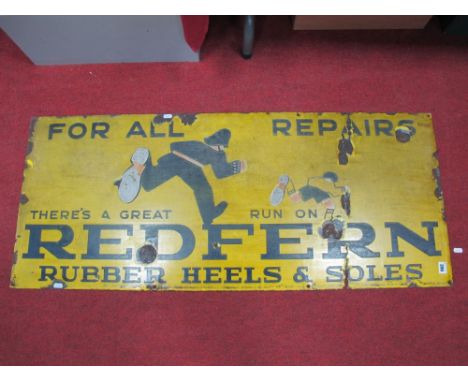 FOR ALL REPAIRS
THERE'S A GREAT RUN ON
REDFERN
RUBBER HEELS & SOLES